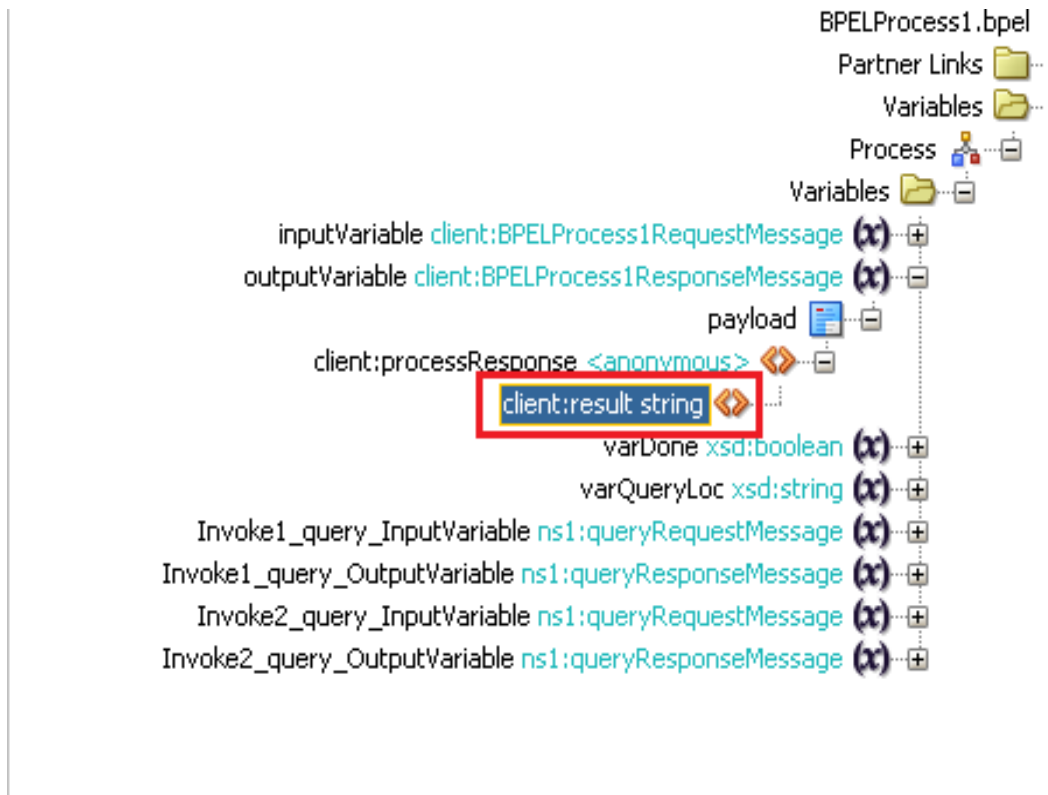 BPELProcess1.bpel
Partner Links
Variables
Process
Variables
inputVariable client:BPELProcess1RequestMessage (x)
outputVariable client:BPELProcess1ResponseMessage (x)
payload
client:processResponse <anonymous>
client:result string
varDone xsd:boolean (x)
varQueryLoc xsd:string (x)
Invoke1_query_InputVariable ns1:queryRequestMessage (x)
Invoke1_query_OutputVariable ns1:queryResponseMessage (x)
Invoke2_query_InputVariable ns1:queryRequestMessage (x)
Invoke2_query_OutputVariable ns1:queryResponseMessage (x)